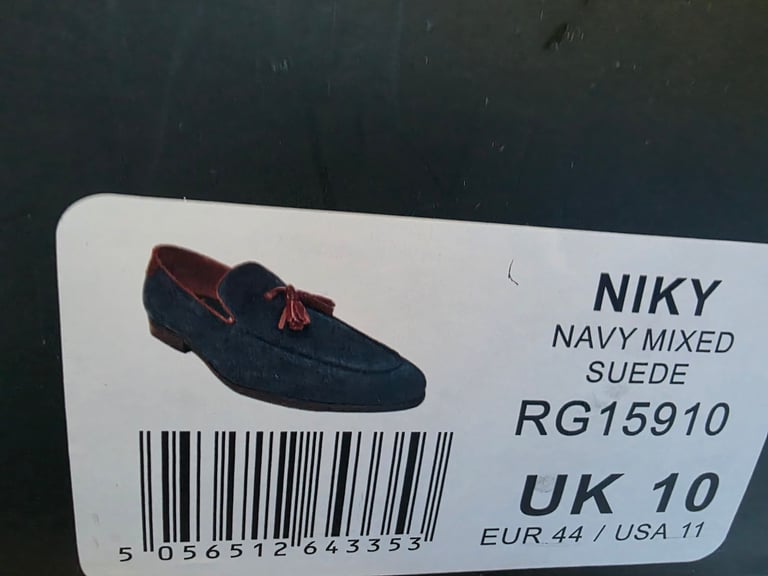 NIKY
NAVY MIXED
SUEDE
RG15910
UK 10
EUR 44 / USA 11
5 056512 643353